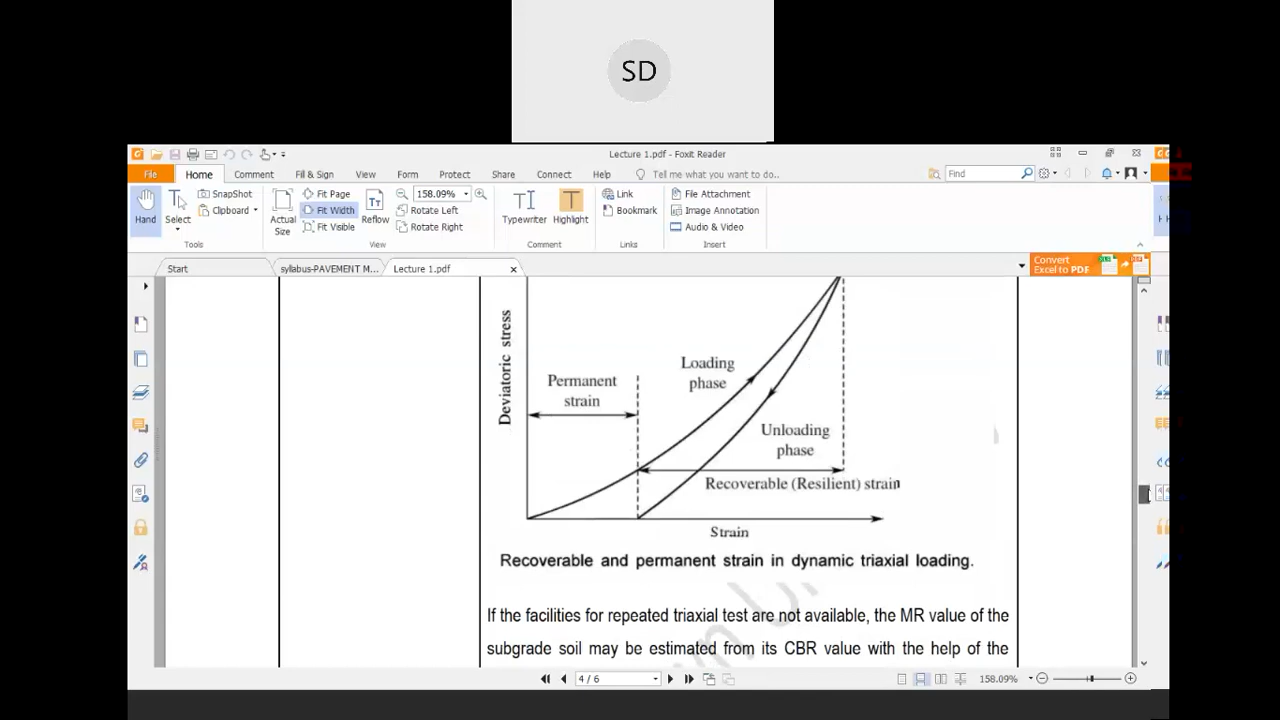 SD
Lecture 1.pdf - Foxit Reader
File Home Comment Fill & Sign View Form Protect Share Connect Help Tell me what you want to do.. Find
Hand
Select
SnapShot
Clipboard
Tools
Actual
Size
Fit Page
Fit Width
Fit Visible
Reflow
158.09%
Rotate Left
Rotate Right
View
Typewriter
Highlight
Comment
Link
Bookmark
Links
File Attachment
Image Annotation
Audio & Video
Insert
Start
syllabus-PAVEMENT M...
Lecture 1.pdf
Convert
Excel to PDF
Deviatoric stress
Permanent
strain
Loading
phase
Unloading
phase
Recoverable (Resilient) strain
Strain
Recoverable and permanent strain in dynamic triaxial loading.
If the facilities for repeated triaxial test are not available, the MR value of the
subgrade soil may be estimated from its CBR value with the help of the
4 / 6
158.09%